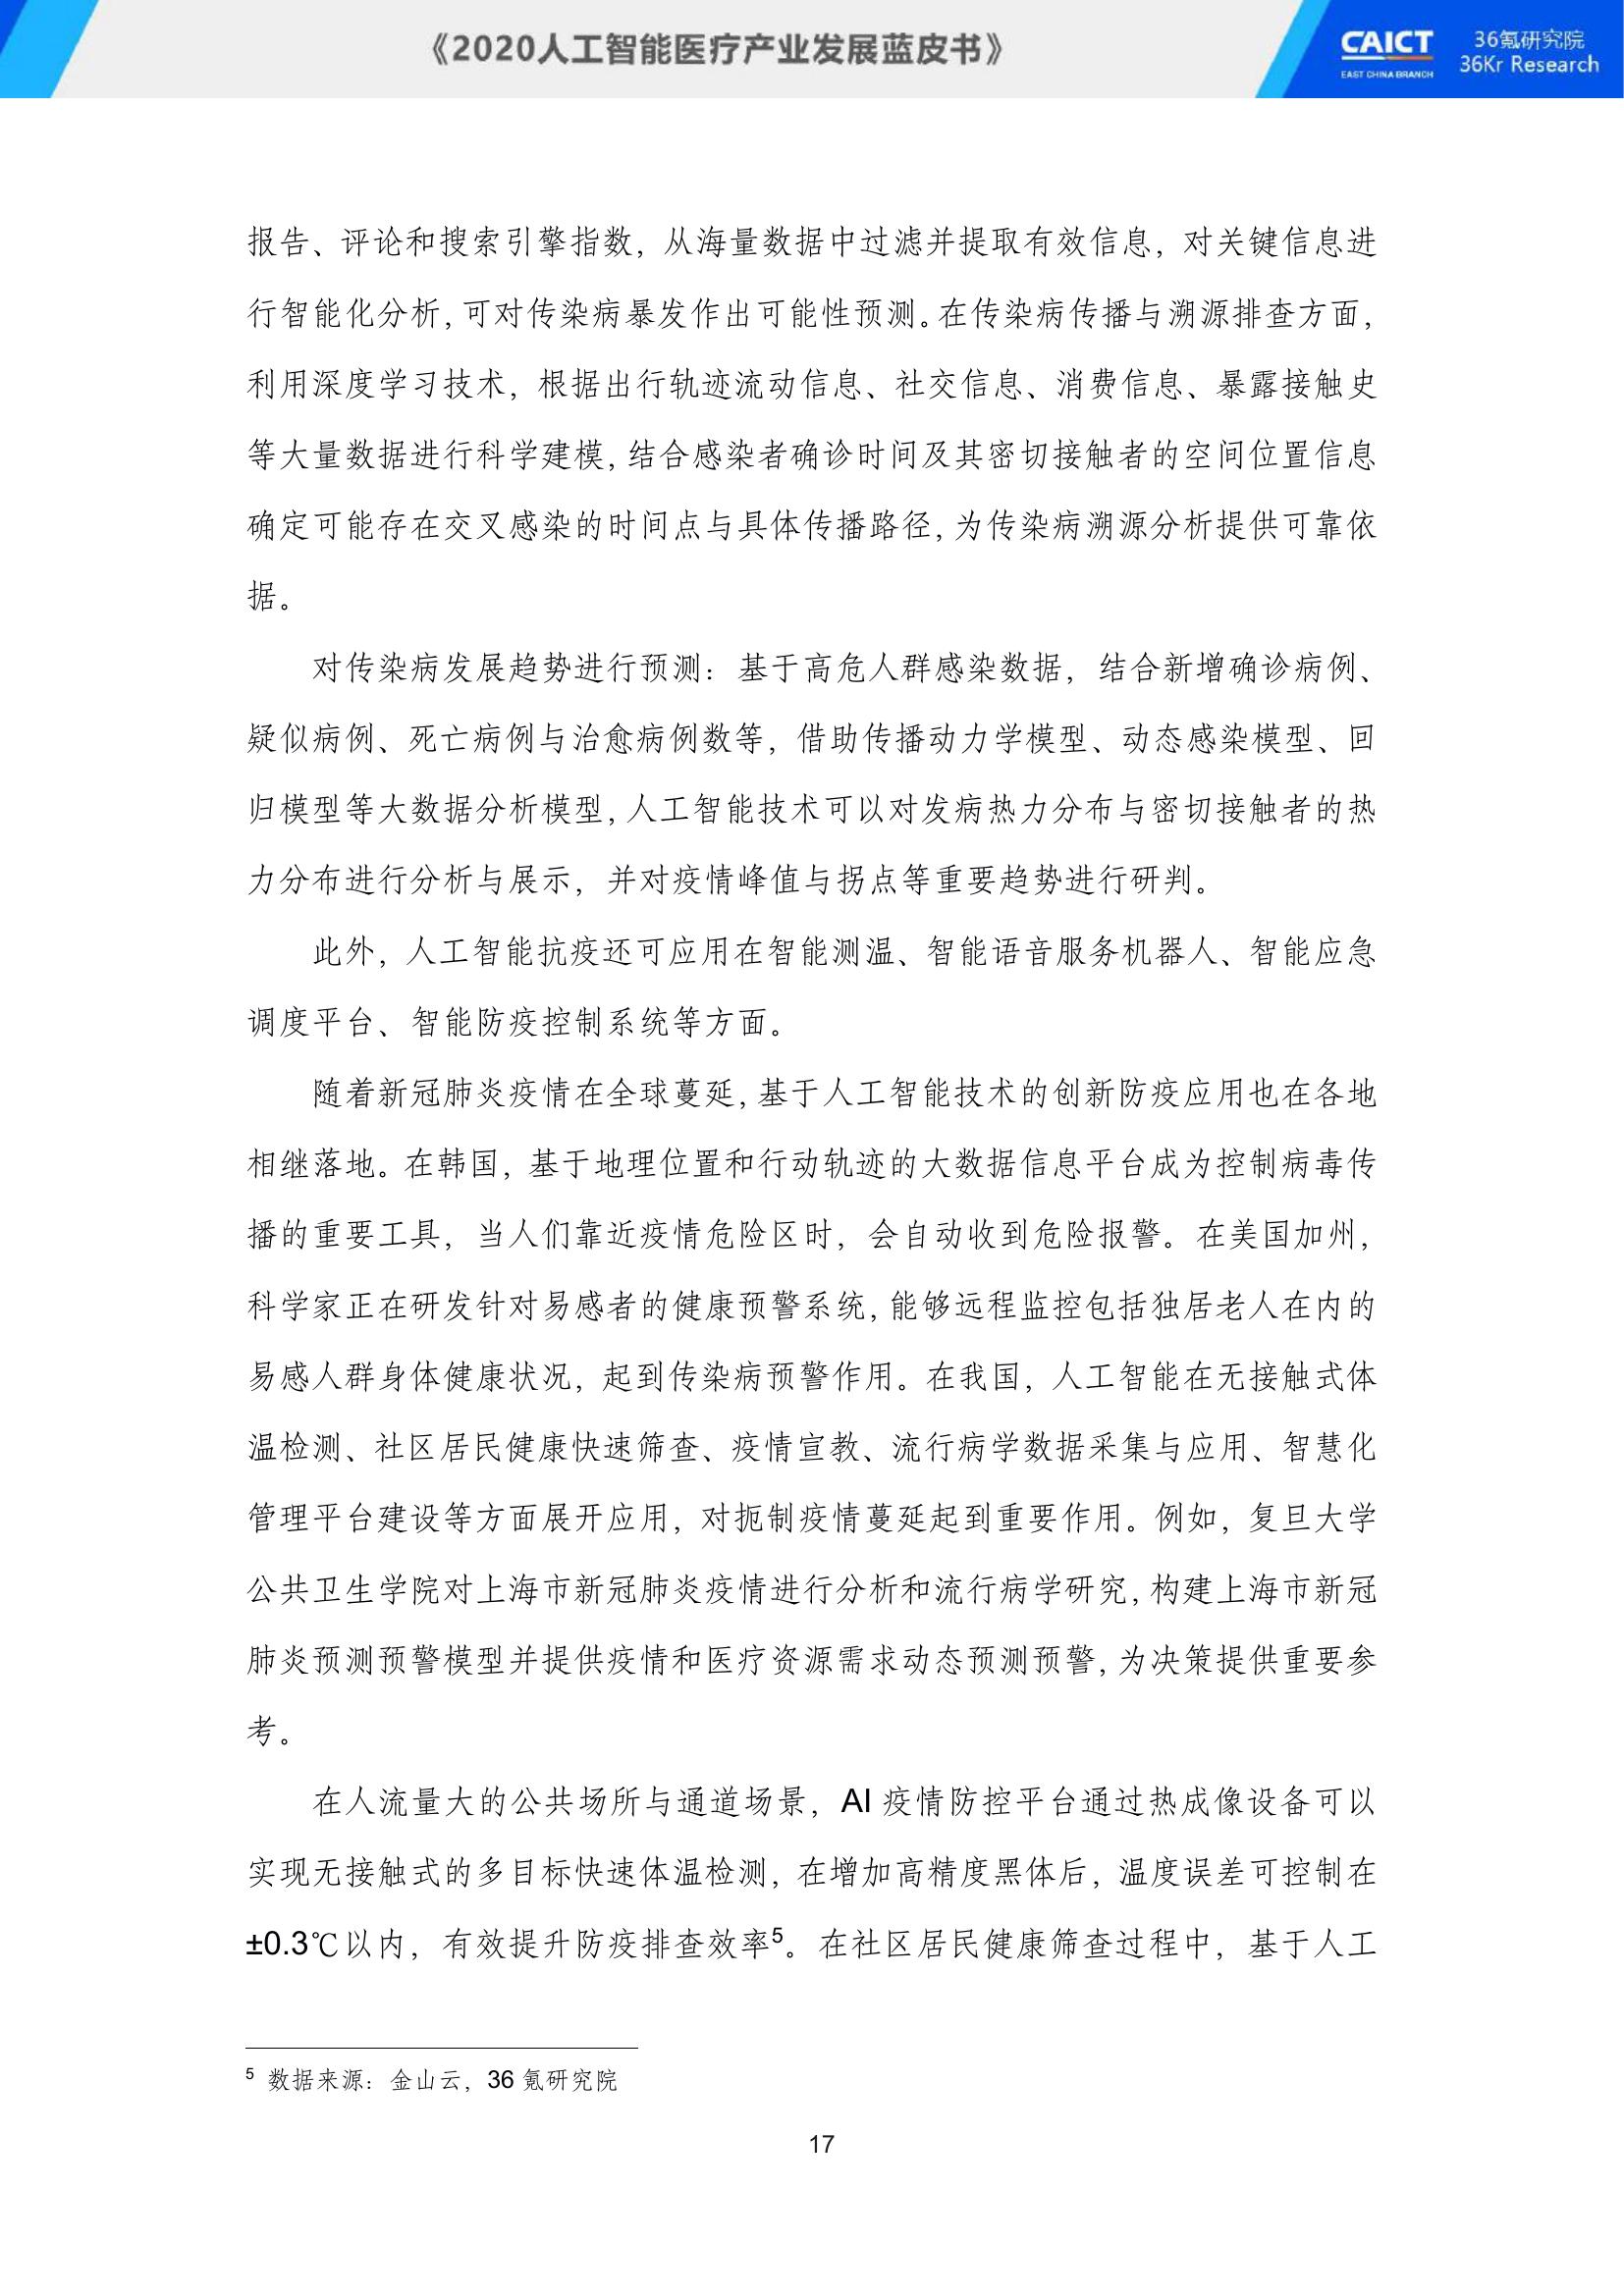 《2020人工智能医疗产业发展蓝皮书》
CAICT
EAST CHINA BRANCH
36氪研究院
36Kr Research
报告、评论和搜索引擎指数，从海量数据中过滤并提取有效信息，对关键信息进
行智能化分析，可对传染病暴发作出可能性预测。在传染病传播与溯源排查方面，
利用深度学习技术，根据出行轨迹流动信息、社交信息、消费信息、暴露接触史
等大量数据进行科学建模，结合感染者确诊时间及其密切接触者的空间位置信息
确定可能存在交叉感染的时间点与具体传播路径，为传染病溯源分析提供可靠依
据。
对传染病发展趋势进行预测：基于高危人群感染数据，结合新增确诊病例、
疑似病例、死亡病例与治愈病例数等，借助传播动力学模型、动态感染模型、回
归模型等大数据分析模型，人工智能技术可以对发病热力分布与密切接触者的热
力分布进行分析与展示，并对疫情峰值与拐点等重要趋势进行研判。
此外，人工智能抗疫还可应用在智能测温、智能语音服务机器人、智能应急
调度平台、智能防疫控制系统等方面。
随着新冠肺炎疫情在全球蔓延，基于人工智能技术的创新防疫应用也在各地
相继落地。在韩国，基于地理位置和行动轨迹的大数据信息平台成为控制病毒传
播的重要工具，当人们靠近疫情危险区时，会自动收到危险报警。在美国加州，
科学家正在研发针对易感者的健康预警系统，能够远程监控包括独居老人在内的
易感人群身体健康状况，起到传染病预警作用。在我国，人工智能在无接触式体
温检测、社区居民健康快速筛查、疫情宣教、流行病学数据采集与应用、智慧化
管理平台建设等方面展开应用，对扼制疫情蔓延起到重要作用。例如，复旦大学
公共卫生学院对上海市新冠肺炎疫情进行分析和流行病学研究，构建上海市新冠
肺炎预测预警模型并提供疫情和医疗资源需求动态预测预警，为决策提供重要参
考。
在人流量大的公共场所与通道场景，AI 疫情防控平台通过热成像设备可以
实现无接触式的多目标快速体温检测，在增加高精度黑体后，温度误差可控制在
±0.3℃以内，有效提升防疫排查效率5。在社区居民健康筛查过程中，基于人工
5 数据来源：金山云，36 氪研究院
17